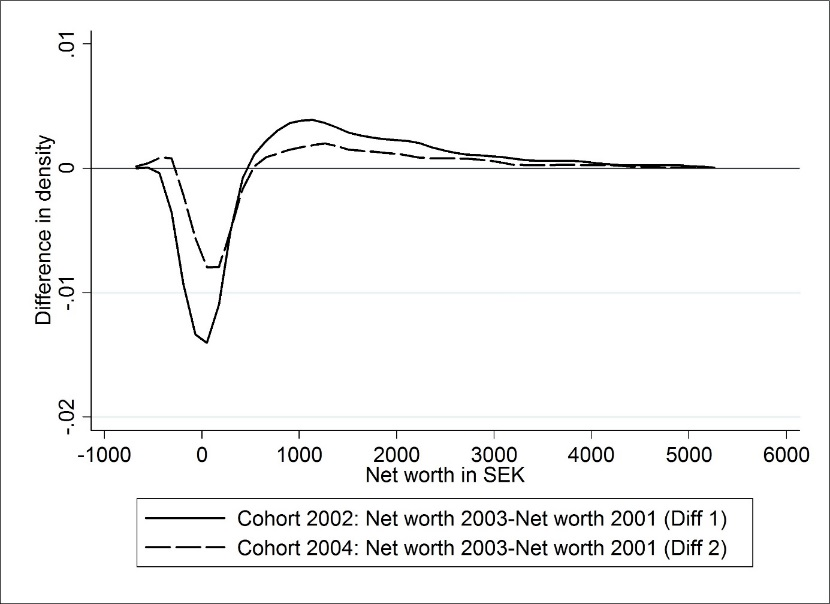 .01
0
-.01
-.02
Difference in density
-1000 0 1000 2000 3000 4000 5000 6000
Net worth in SEK
Cohort 2002: Net worth 2003-Net worth 2001 (Diff 1)
Cohort 2004: Net worth 2003-Net worth 2001 (Diff 2)